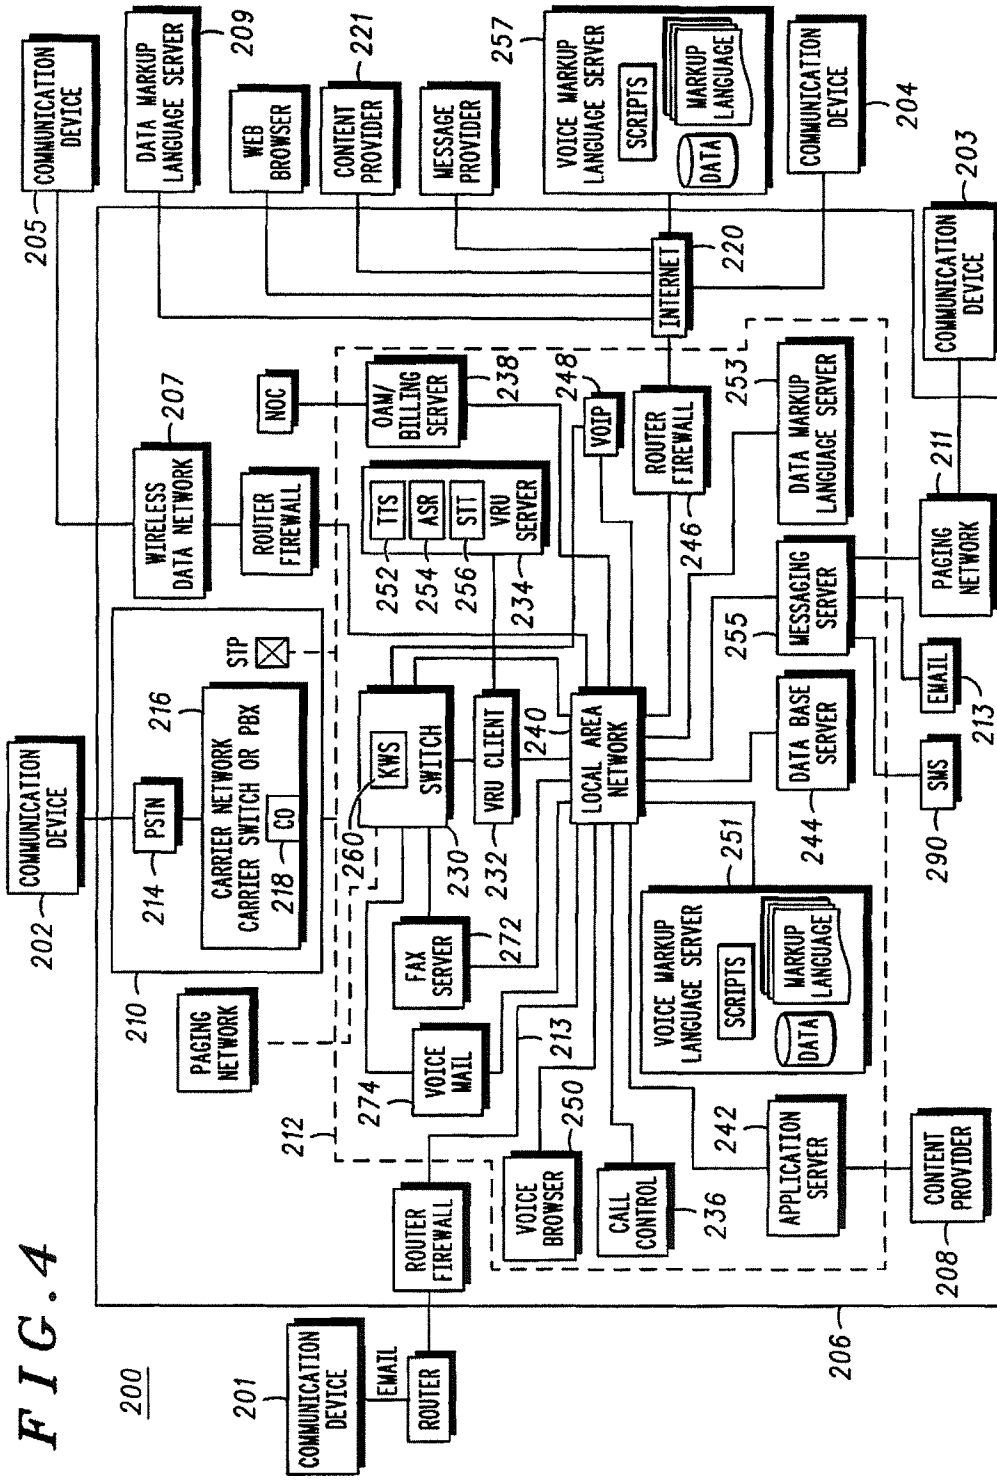 FIG.4
200
COMMUNICATION
DEVICE
202
COMMUNICATION
DEVICE
205
DATA MARKUP
LANGUAGE SERVER
209
WEB
BROWSER
CONTENT
PROVIDER
221
MESSAGE
PROVIDER
VOICE MARKUP
LANGUAGE SERVER
257
SCRIPTS
DATA
MARKUP
LANGUAGE
COMMUNICATION
DEVICE
204
COMMUNICATION
DEVICE
203
INTERNET
220
PSTN
214
CARRIER NETWORK
CARRIER SWITCH OR PBX
216
CO
218
210
STP
WIRELESS
DATA NETWORK
207
ROUTER
FIREWALL
NOC
PAGING
NETWORK
212
KWS
260
SWITCH
230
VRU CLIENT
232
TTS
252
ASR
254
STT
256
VRU
SERVER
234
OAM/
BILLING
SERVER
238
VOIP
248
ROUTER
FIREWALL
246
FAX
SERVER
272
VOICE
MAIL
274
213
LOCAL AREA
NETWORK
240
COMMUNICATION
DEVICE
201
EMAIL
ROUTER
ROUTER
FIREWALL
VOICE
BROWSER
250
CALL
CONTROL
236
APPLICATION
SERVER
242
VOICE MARKUP
LANGUAGE SERVER
251
SCRIPTS
DATA
MARKUP
LANGUAGE
DATA BASE
SERVER
244
MESSAGING
SERVER
255
DATA MARKUP
LANGUAGE SERVER
253
206
CONTENT
PROVIDER
208
SMS
290
EMAIL
213
PAGING
NETWORK
211